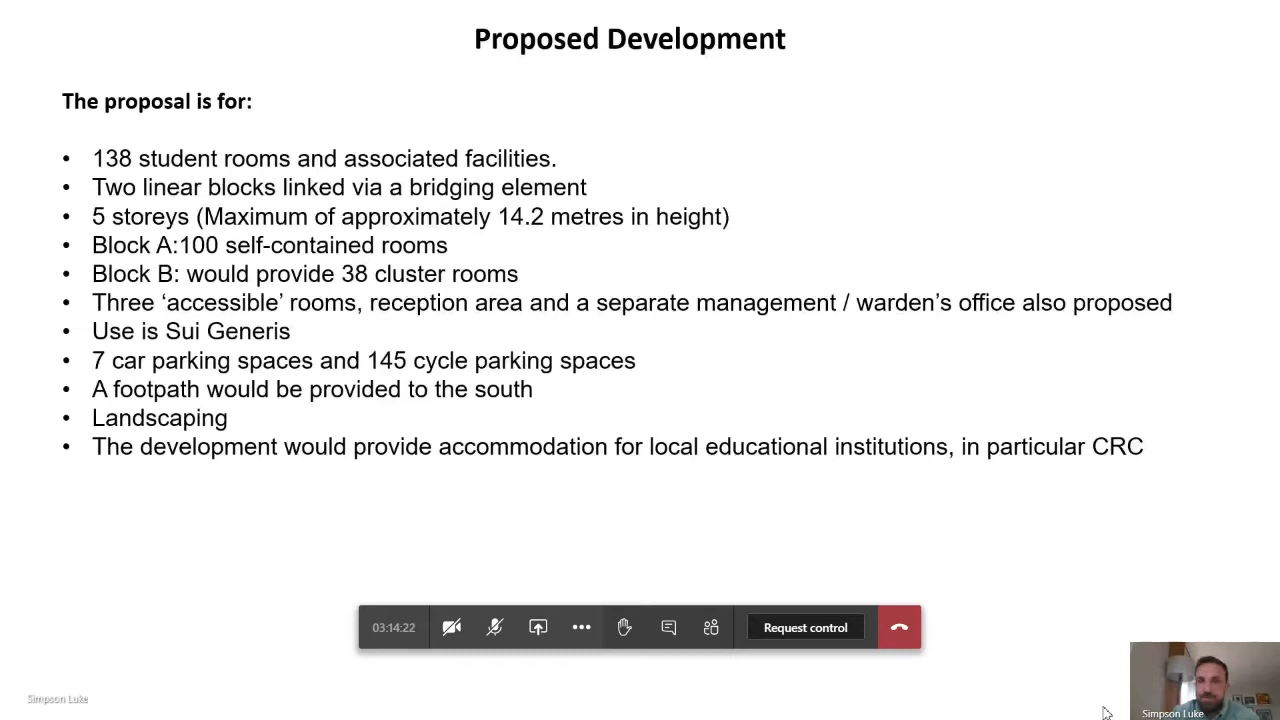 Proposed Development
The proposal is for:
• 138 student rooms and associated facilities.
• Two linear blocks linked via a bridging element
• 5 storeys (Maximum of approximately 14.2 metres in height)
• Block A:100 self-contained rooms
• Block B: would provide 38 cluster rooms
• Three ‘accessible’ rooms, reception area and a separate management / warden’s office also proposed
• Use is Sui Generis
• 7 car parking spaces and 145 cycle parking spaces
• A footpath would be provided to the south
• Landscaping
• The development would provide accommodation for local educational institutions, in particular CRC
03:14:22
Request control
Simpson Luke
Simpson Luke